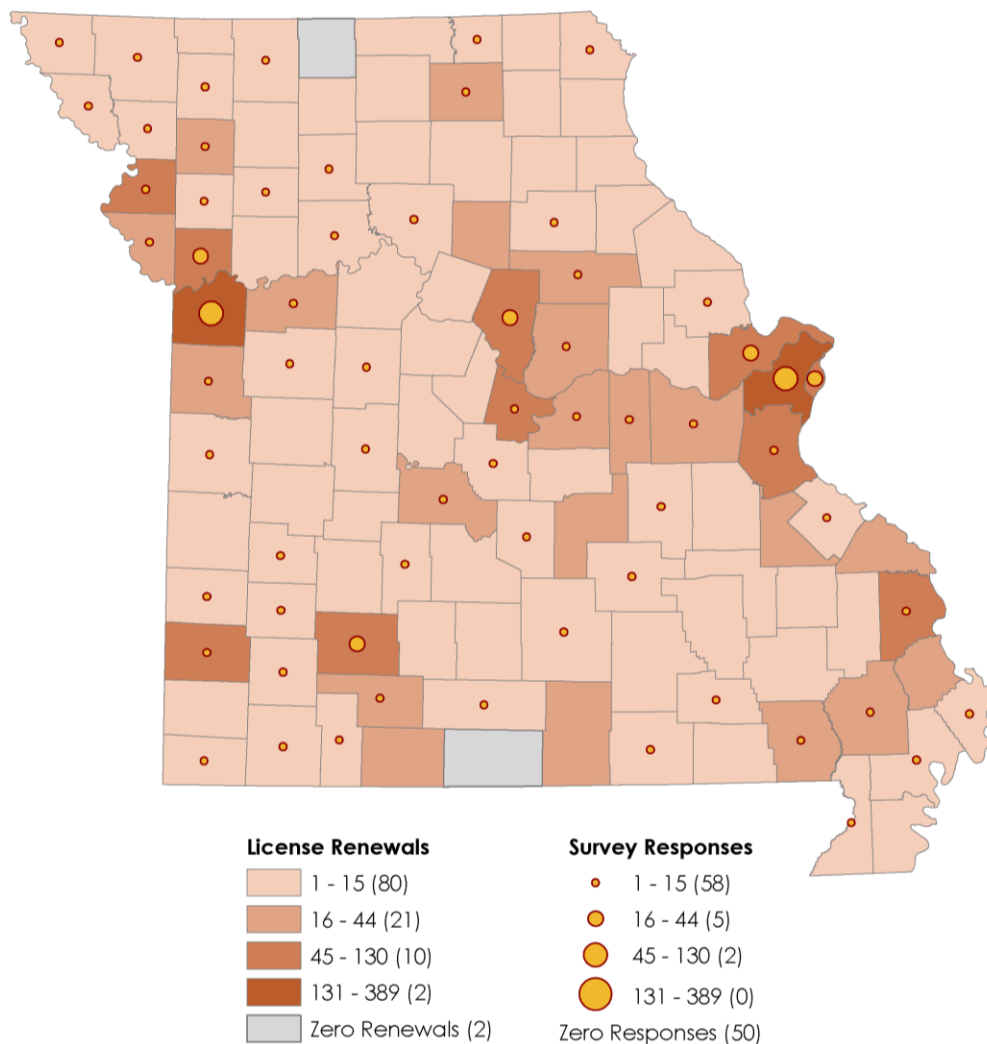 License Renewals
1 - 15 (80)
16 - 44 (21)
45 - 130 (10)
131 - 389 (2)
Zero Renewals (2)
Survey Responses
1 - 15 (58)
16 - 44 (5)
45 - 130 (2)
131 - 389 (0)
Zero Responses (50)